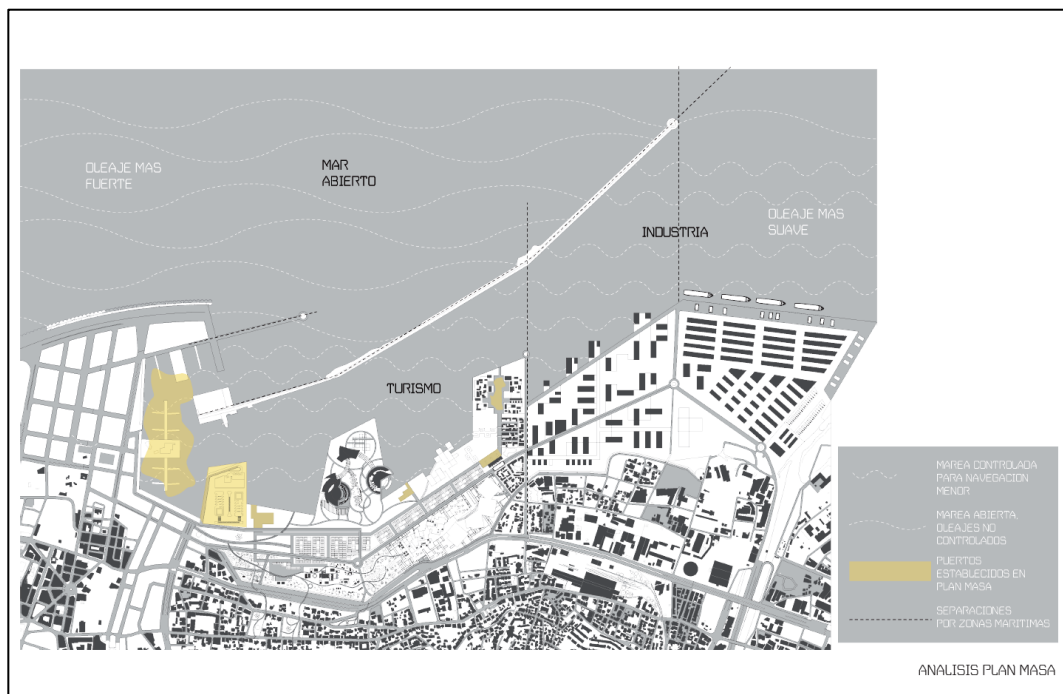 OLEAJE MAS
FUERTE
MAR
ABIERTO
OLEAJE MAS
SUAVE
INDUSTRIA
TURISMO
MAREA CONTROLADA
PARA NAVEGACION
MENOR
MAREA ABIERTA,
OLEAJES NO
CONTROLADOS
PUERTOS
ESTABLECIDOS EN
PLAN MASA
SEPARACIONES
POR ZONAS MARITIMAS
ANALISIS PLAN MASA